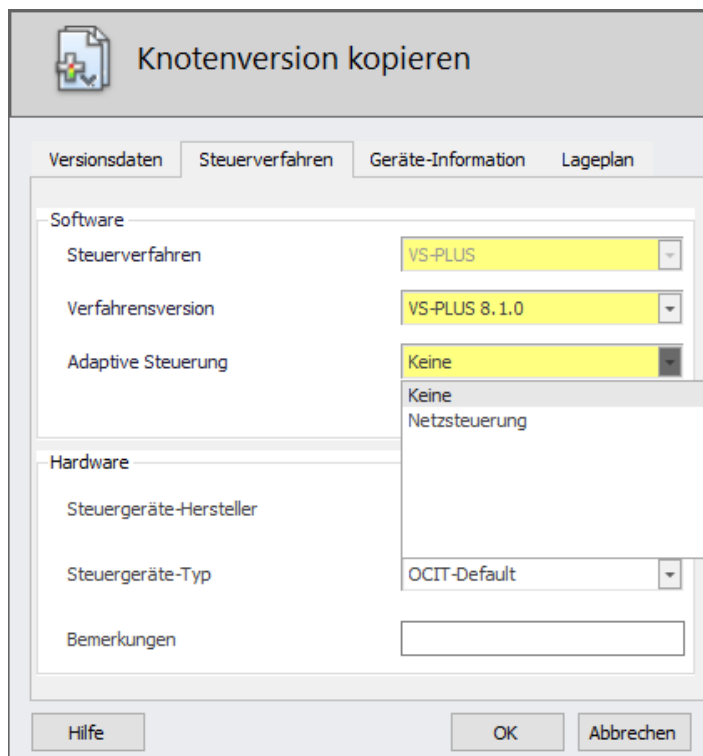 Knotenversion kopieren
Versionsdaten Steuerverfahren Geräte-Information Lageplan
Software
Steuerverfahren VS-PLUS
Verfahrensversion VS-PLUS 8.1.0
Adaptive Steuerung Keine
Keine
Netzsteuerung
Hardware
Steuergeräte-Hersteller
Steuergeräte-Typ OCIT-Default
Bemerkungen
Hilfe OK Abbrechen